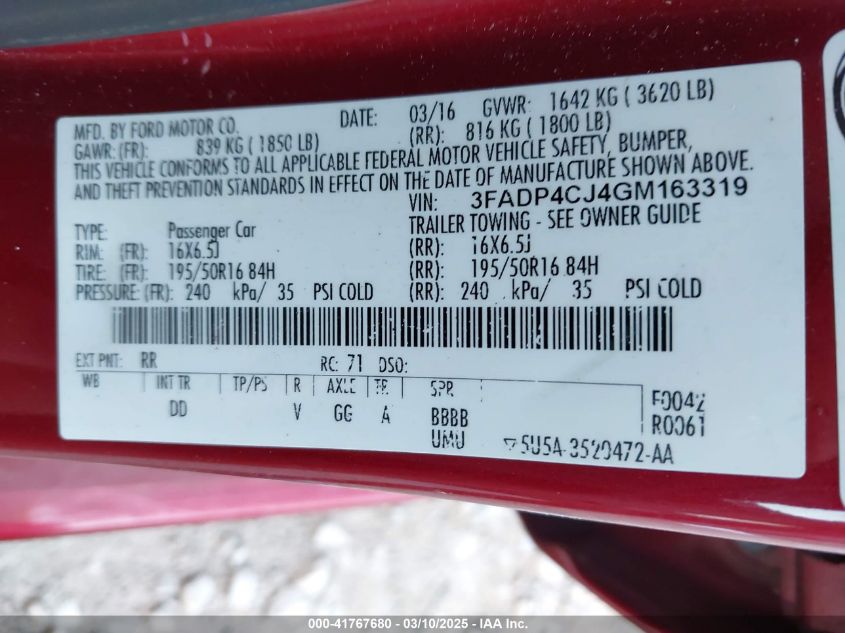 MFD. BY FORD MOTOR CO. DATE: 03/16 GVWR: 1642 KG ( 3620 LB)
GAWR: (FR): 839 KG ( 1850 LB) (RR): 816 KG ( 1800 LB)
THIS VEHICLE CONFORMS TO ALL APPLICABLE FEDERAL MOTOR VEHICLE SAFETY, BUMPER,
AND THEFT PREVENTION STANDARDS IN EFFECT ON THE DATE OF MANUFACTURE SHOWN ABOVE.
VIN: 3FADP4CJ4GM163319
TYPE: Passenger Car TRAILER TOWING - SEE OWNER GUIDE
RIM: (FR): 16X6.5J (RR): 16X6.5J
TIRE: (FR): 195/50R16 84H (RR): 195/50R16 84H
PRESSURE: (FR): 240 kPa/ 35 PSI COLD (RR): 240 kPa/ 35 PSI COLD
EXT PNT: RR RC: 71 DSO:
WB INT TR TP/PS R AXLE TR SPR
DD V GG A BBBB
UMU
F0042
R0061
5U5A-3520472-AA
000-41767680 - 03/10/2025 - IAA Inc.